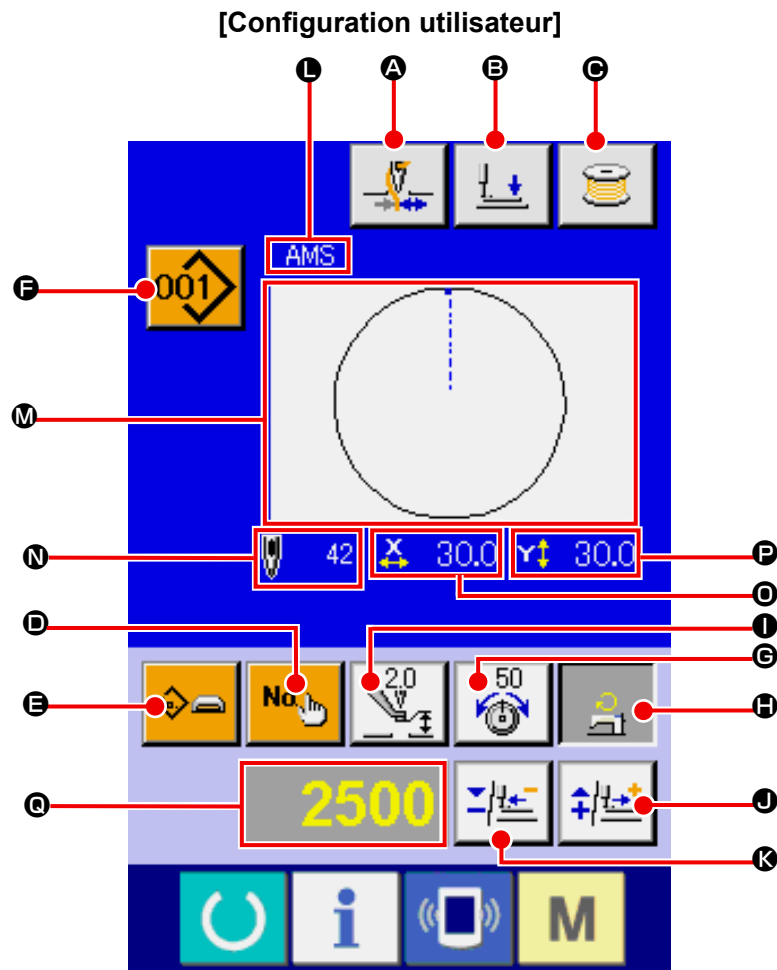 [Configuration utilisateur]
L A B C
AMS
F 001
M
N 42 X 30.0 Y 30.0 P
O
D I
2.0 50 G
E No. H
Q 2500 J
K
i M